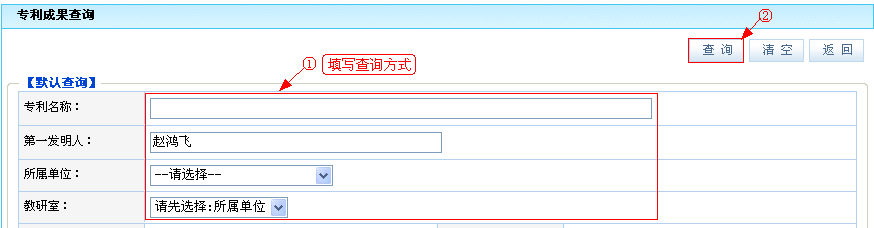 专利成果查询
②
查 询 清 空 返 回
① 填写查询方式
【默认查询】
专利名称：
第一发明人： 赵鸿飞
所属单位： --请选择--
教研室： 请先选择:所属单位